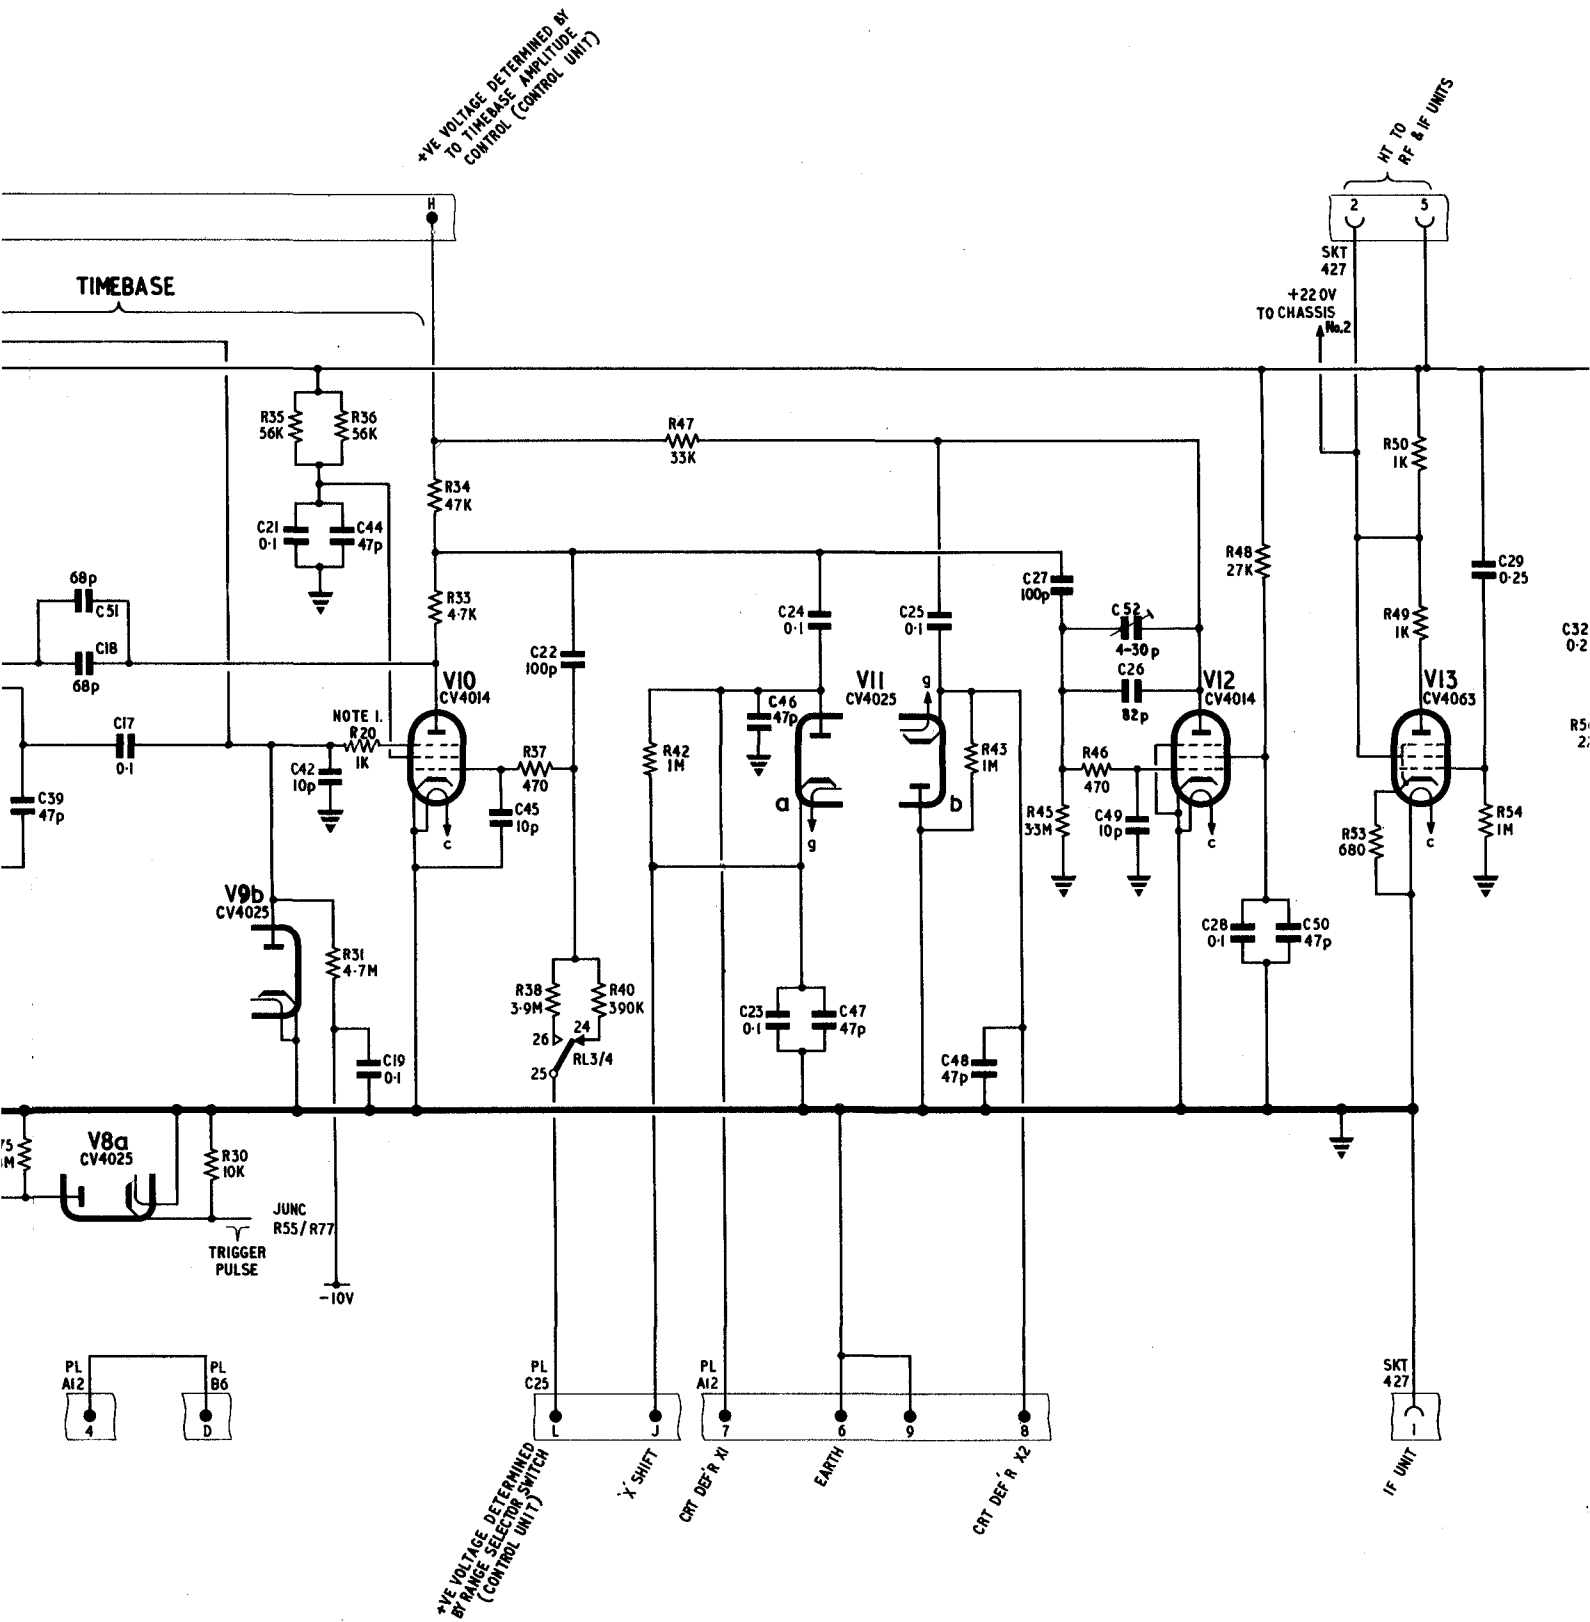 +VE VOLTAGE DETERMINED BY
TO TIMEBASE AMPLITUDE
CONTROL (CONTROL UNIT)
HT TO
RF & IF UNITS
H
2
5
SKT
427
TIMEBASE
+220V
TO CHASSIS
No.2
R35
56K
R36
56K
R47
33K
R50
1K
R34
47K
C21
0·1
C44
47p
R48
27K
C29
0·25
68p
C51
R33
4·7K
C27
100p
C24
0·1
C25
0·1
C52
4-30p
R49
1K
C32
C18
68p
C22
100p
C26
82p
V10
CV4014
V11
CV4025
g
V12
CV4014
V13
CV4063
C46
47p
C17
0·1
NOTE 1.
R20
1K
R37
470
R42
1M
R43
1M
R46
470
C42
10p
C39
47p
C45
10p
a
b
R45
3·3M
C49
10p
R53
680
R54
1M
c
g
c
c
V9b
CV4025
R31
4·7M
C28
0·1
C50
47p
R38
3·9M
R40
390K
C23
0·1
C47
47p
26
24
RL3/4
25
C19
0·1
C48
47p
V8a
CV4025
R30
10K
JUNC
R55/R77
TRIGGER
PULSE
-10V
PL
A12
PL
B6
PL
C25
PL
A12
SKT
427
4
D
L
J
7
6
9
8
1
+VE VOLTAGE DETERMINED
BY RANGE SELECTOR SWITCH
(CONTROL UNIT)
'X' SHIFT
CRT DEF'R X1
EARTH
CRT DEF'R X2
IF UNIT